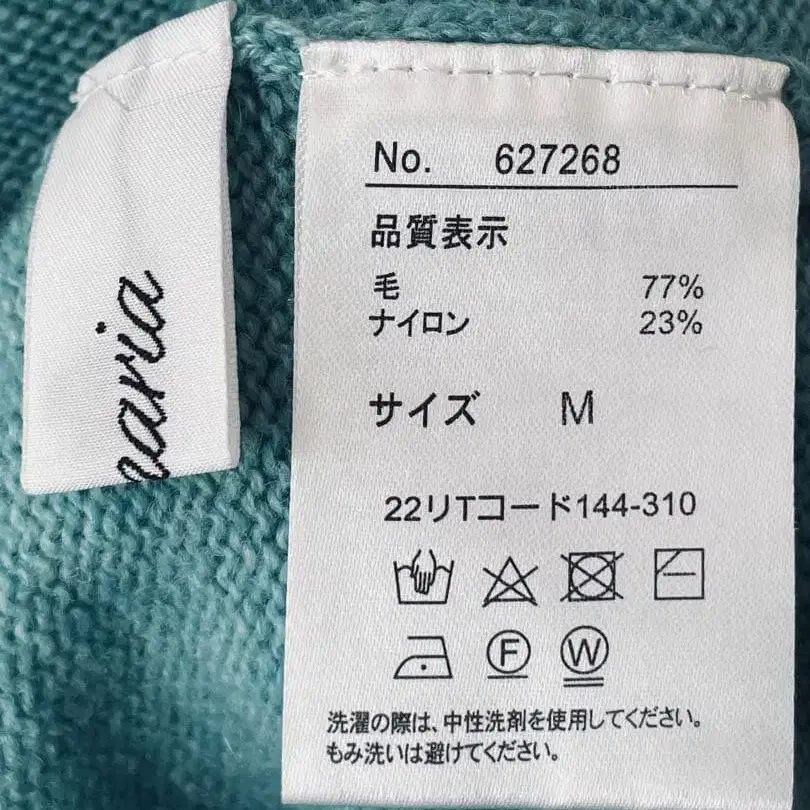 naria
No. 627268
品質表示
毛 77%
ナイロン 23%
サイズ M
22リTコード144-310
F W
洗濯の際は、中性洗剤を使用してください。
もみ洗いは避けてください。